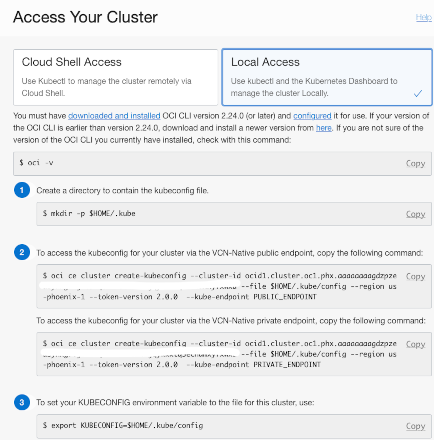 Access Your Cluster
Help
Cloud Shell Access
Use Kubectl to manage the cluster remotely via
Cloud Shell.
Local Access
Use kubectl and the Kubernetes Dashboard to
manage the cluster Locally.
You must have downloaded and installed OCI CLI version 2.24.0 (or later) and configured it for use. If your version of
the OCI CLI is earlier than version 2.24.0, download and install a newer version from here. If you are not sure of the
version of the OCI CLI you currently have installed, check with this command:
$ oci -v
Copy
1 Create a directory to contain the kubeconfig file.
$ mkdir -p $HOME/.kube
Copy
2 To access the kubeconfig for your cluster via the VCN-Native public endpoint, copy the following command:
$ oci ce cluster create-kubeconfig --cluster-id ocid1.cluster.oc1.phx.aaaaaaaagdzpze
Copy
--file $HOME/.kube/config --region us
-phoenix-1 --token-version 2.0.0 --kube-endpoint PUBLIC_ENDPOINT
To access the kubeconfig for your cluster via the VCN-Native private endpoint, copy the following command:
$ oci ce cluster create-kubeconfig --cluster-id ocid1.cluster.oc1.phx.aaaaaaaagdzpze
Copy
--file $HOME/.kube/config --region us
-phoenix-1 --token-version 2.0.0 --kube-endpoint PRIVATE_ENDPOINT
3 To set your KUBECONFIG environment variable to the file for this cluster, use:
$ export KUBECONFIG=$HOME/.kube/config
Copy